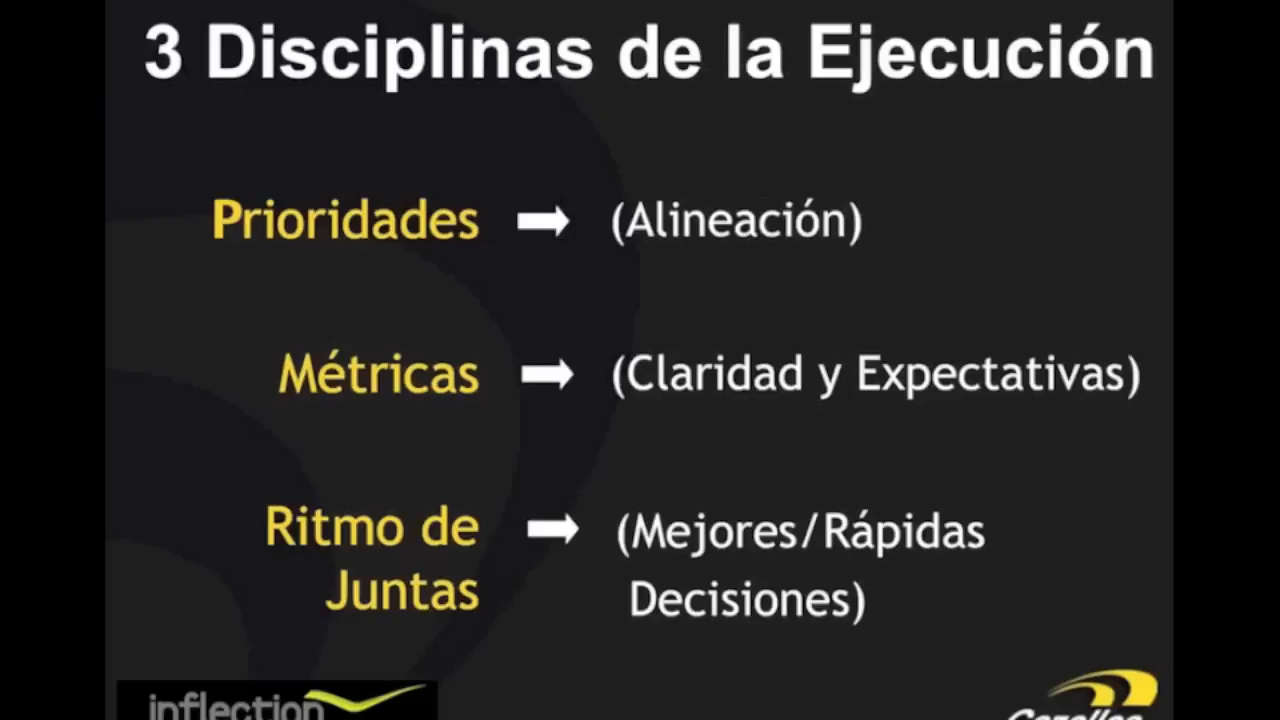 3 Disciplinas de la Ejecución
Prioridades (Alineación)
Métricas (Claridad y Expectativas)
Ritmo de (Mejores/Rápidas
Juntas Decisiones)
inflection